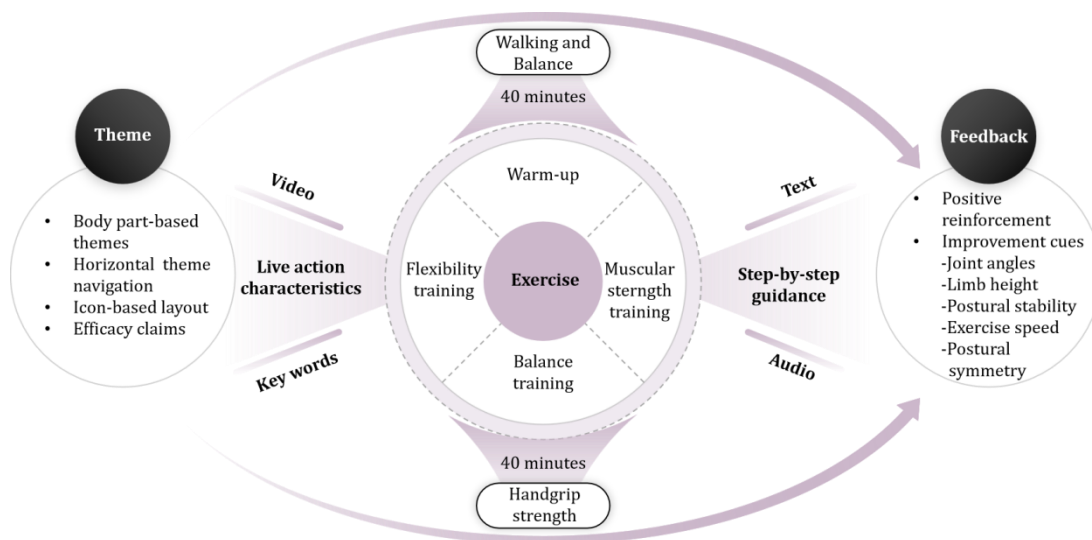 Walking and
Balance
40 minutes
Theme
• Body part-based
themes
• Horizontal theme
navigation
• Icon-based layout
• Efficacy claims
Video
Live action
characteristics
Key words
Warm-up
Flexibility
training
Exercise
Muscular
sterngth
training
Balance
training
40 minutes
Handgrip
strength
Text
Step-by-step
guidance
Audio
Feedback
• Positive
reinforcement
• Improvement cues
-Joint angles
-Limb height
-Postural stability
-Exercise speed
-Postural
symmetry